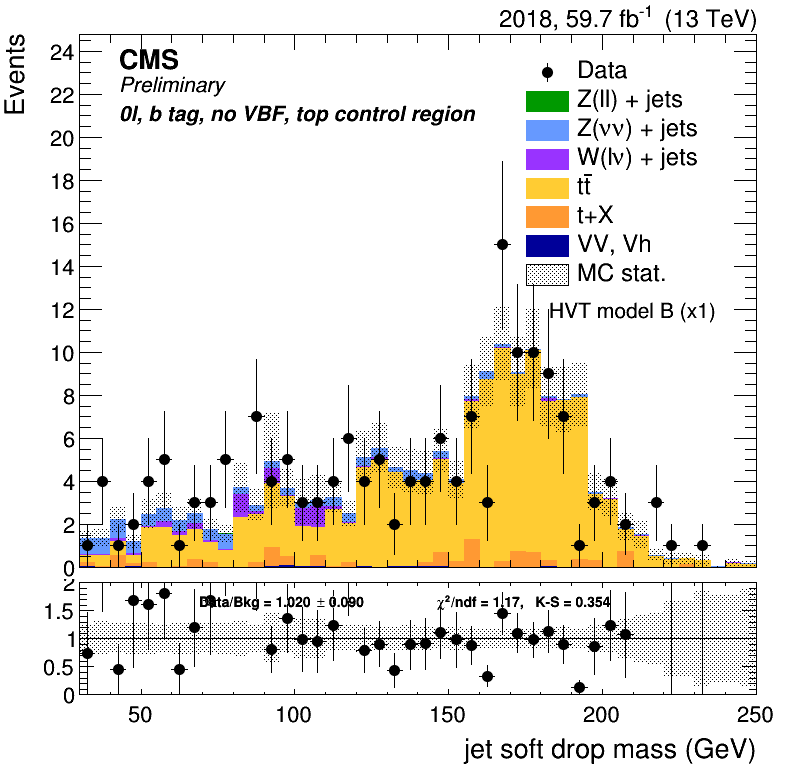 2018, 59.7 fb⁻¹ (13 TeV)
Events
CMS
Preliminary
0l, b tag, no VBF, top control region
Data
Z(ll) + jets
Z(νν) + jets
W(lν) + jets
tt̄
t+X
VV, Vh
MC stat.
HVT model B (x1)
24
22
20
18
16
14
12
10
8
6
4
2
0
Data/Bkg = 1.020 ± 0.090 χ²/ndf = 1.17, K-S = 0.354
2
1.5
1
0.5
0
50 100 150 200 250
jet soft drop mass (GeV)